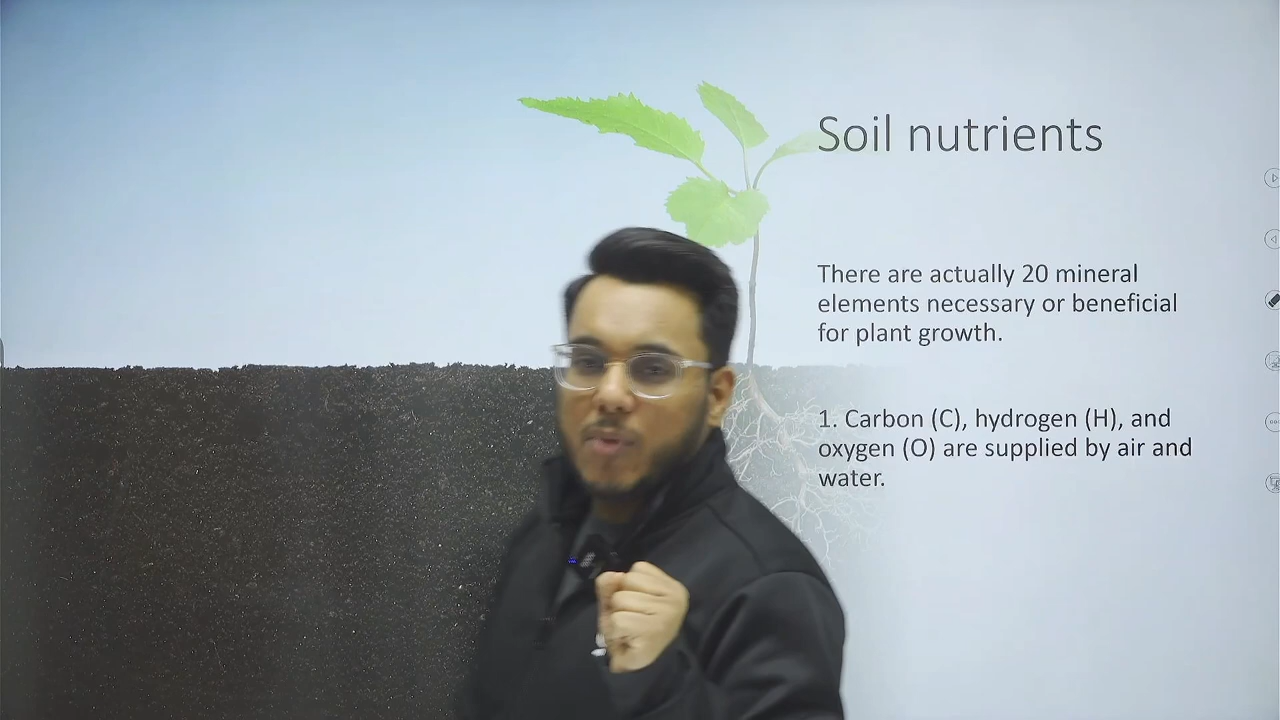 Soil nutrients
There are actually 20 mineral
elements necessary or beneficial
for plant growth.
1. Carbon (C), hydrogen (H), and
oxygen (O) are supplied by air and
water.